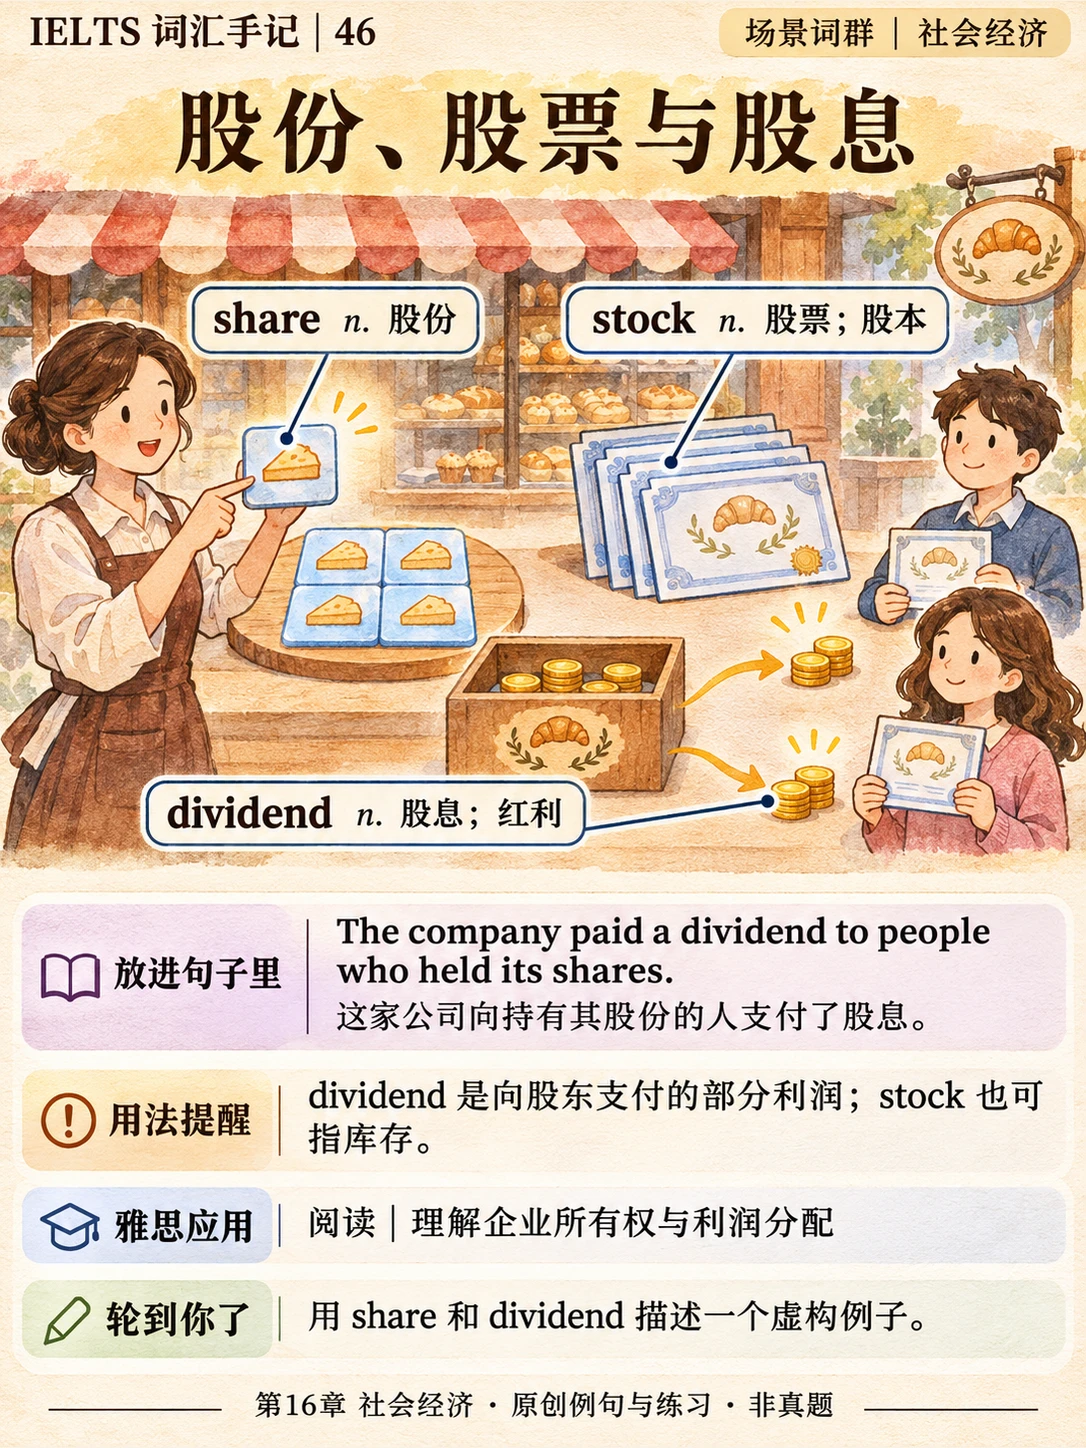 IELTS 词汇手记 | 46
场景词群 | 社会经济
股份、股票与股息
share n. 股份
stock n. 股票；股本
dividend n. 股息；红利
放进句子里
The company paid a dividend to people
who held its shares.
这家公司向持有其股份的人支付了股息。
用法提醒
dividend 是向股东支付的部分利润；stock 也可
指库存。
雅思应用
阅读 | 理解企业所有权与利润分配
轮到你了
用 share 和 dividend 描述一个虚构例子。
第16章 社会经济 · 原创例句与练习 · 非真题